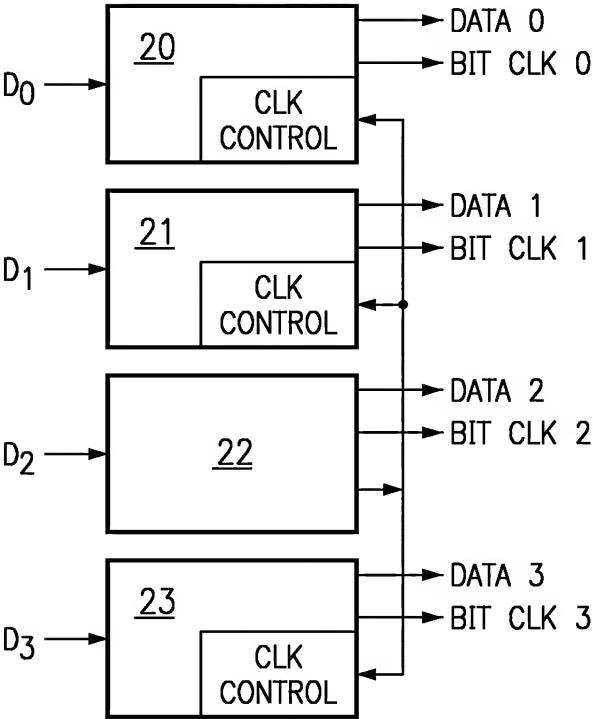 DATA 0
20
BIT CLK 0
D0
CLK
CONTROL
DATA 1
21
BIT CLK 1
D1
CLK
CONTROL
DATA 2
BIT CLK 2
D2
22
DATA 3
23
BIT CLK 3
D3
CLK
CONTROL